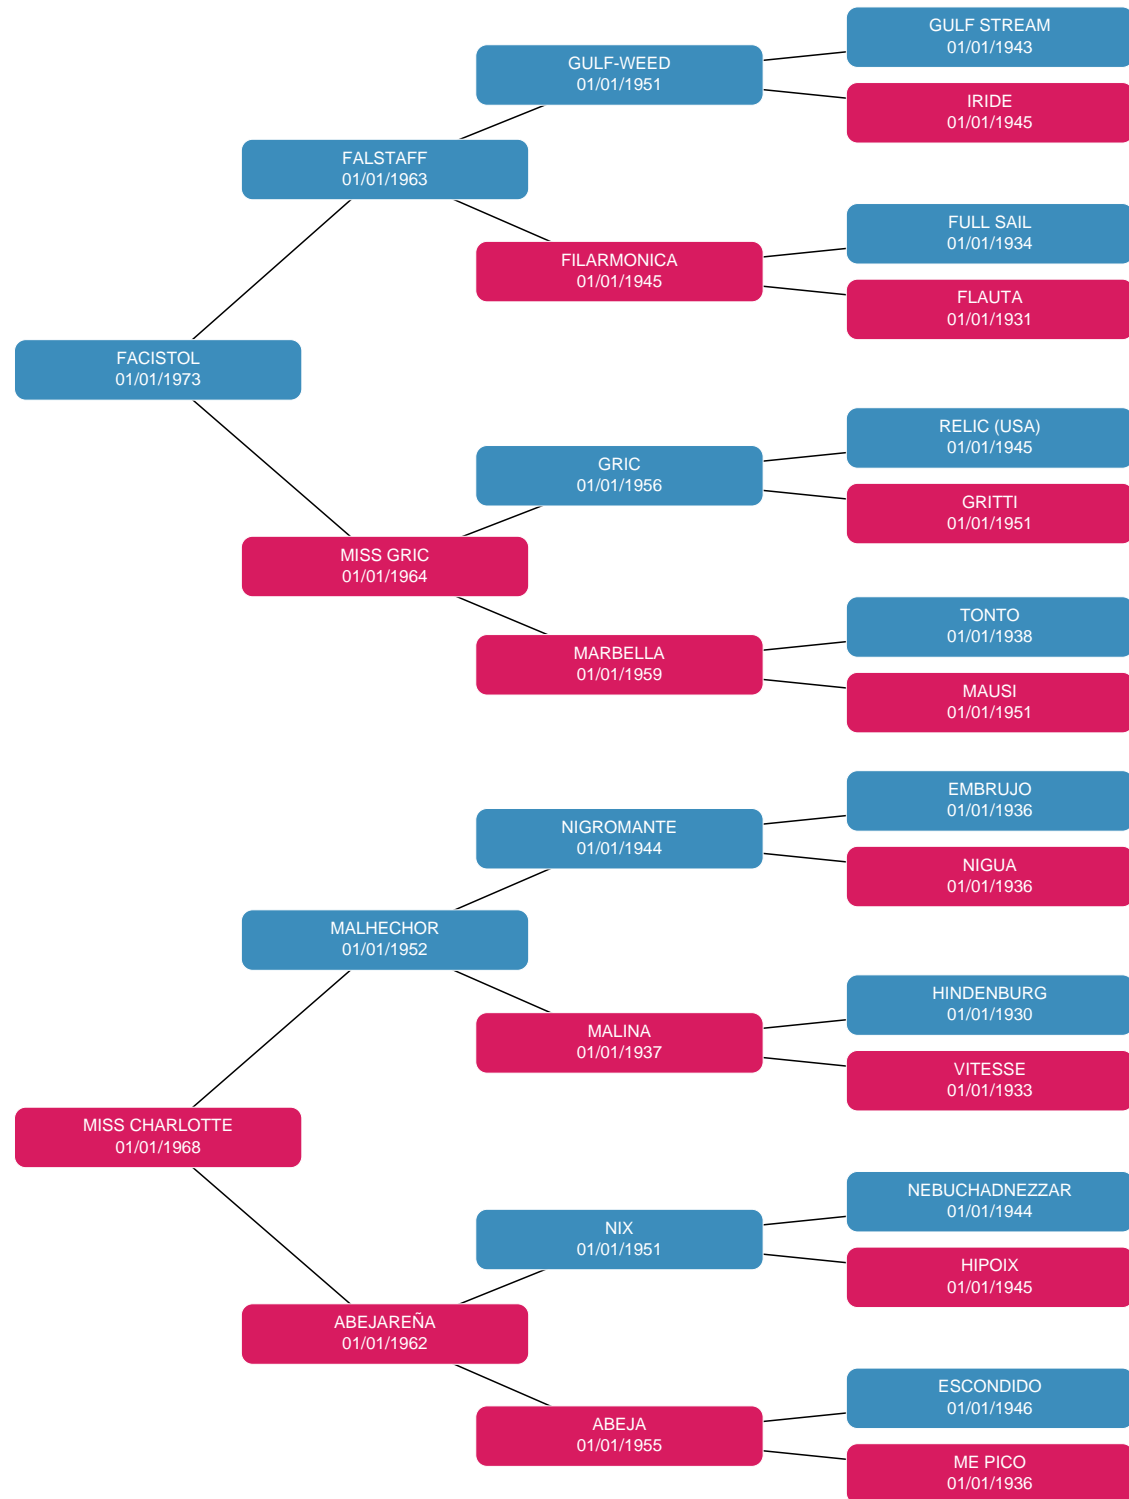 GULF STREAM
01/01/1943
GULF-WEED
01/01/1951
IRIDE
01/01/1945
FALSTAFF
01/01/1963
FULL SAIL
01/01/1934
FILARMONICA
01/01/1945
FLAUTA
01/01/1931
FACISTOL
01/01/1973
RELIC (USA)
01/01/1945
GRIC
01/01/1956
GRITTI
01/01/1951
MISS GRIC
01/01/1964
TONTO
01/01/1938
MARBELLA
01/01/1959
MAUSI
01/01/1951
EMBRUJO
01/01/1936
NIGROMANTE
01/01/1944
NIGUA
01/01/1936
MALHECHOR
01/01/1952
HINDENBURG
01/01/1930
MALINA
01/01/1937
VITESSE
01/01/1933
MISS CHARLOTTE
01/01/1968
NEBUCHADNEZZAR
01/01/1944
NIX
01/01/1951
HIPOIX
01/01/1945
ABEJAREÑA
01/01/1962
ESCONDIDO
01/01/1946
ABEJA
01/01/1955
ME PICO
01/01/1936